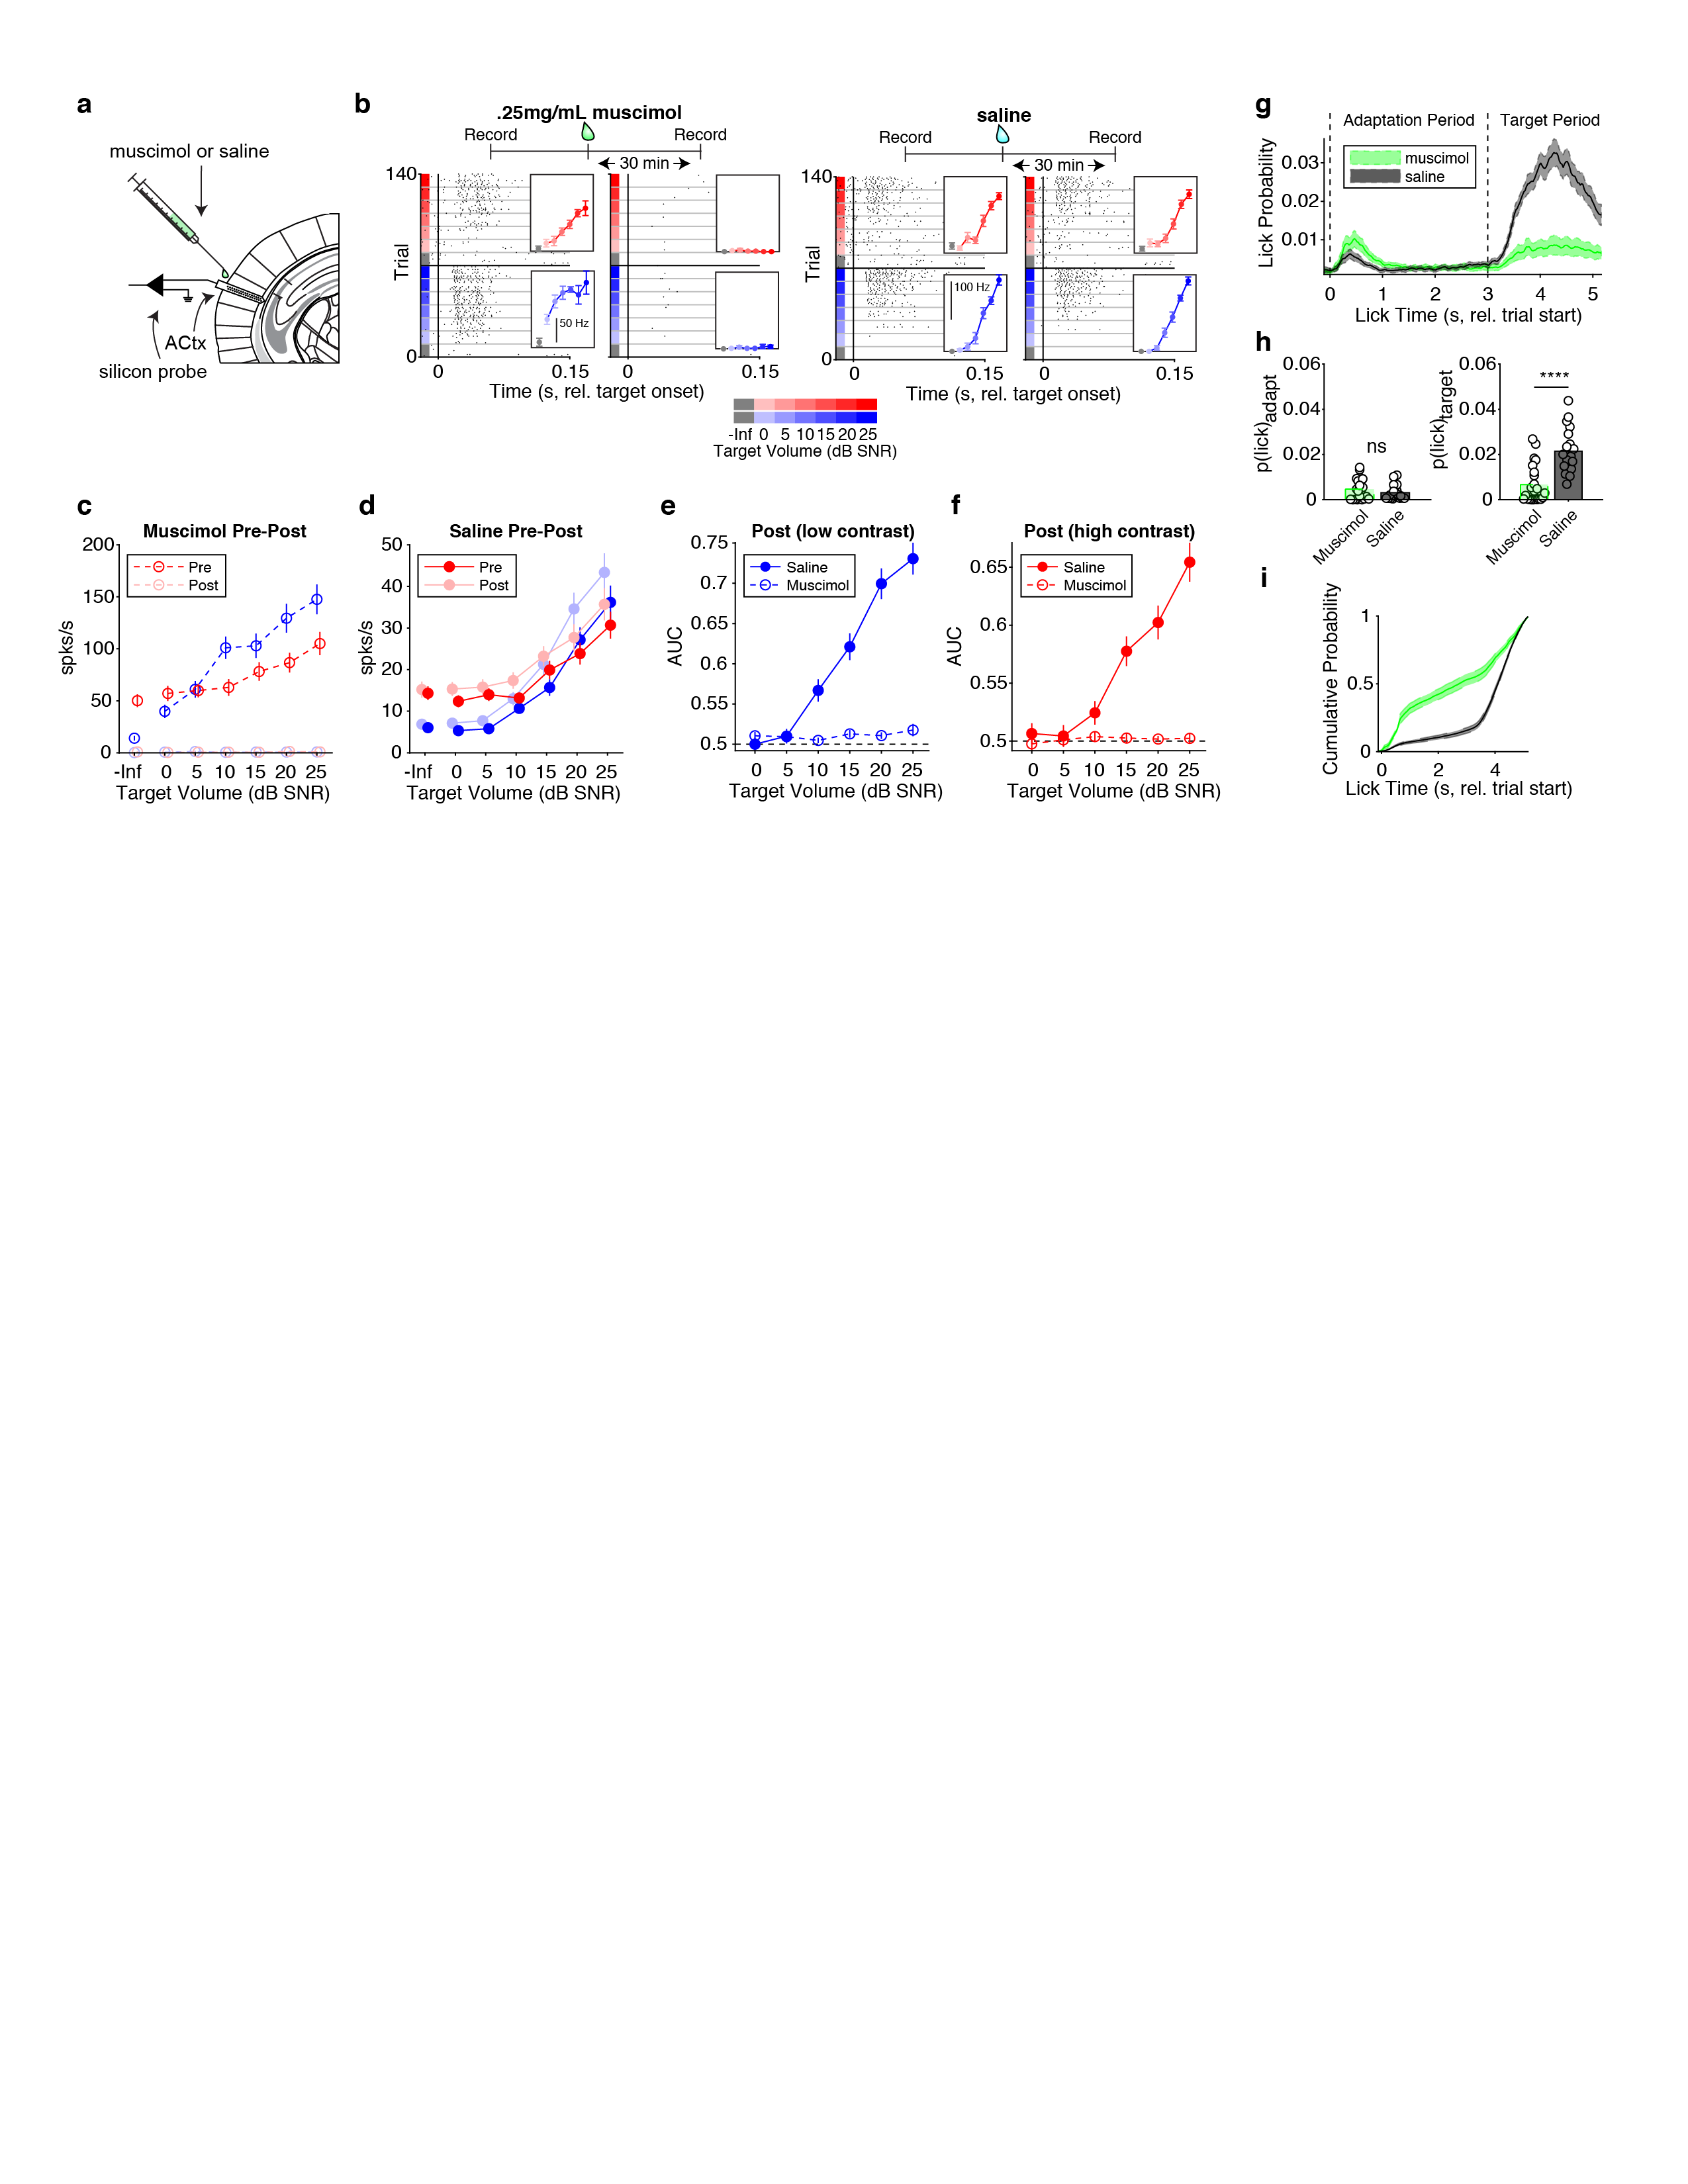 a
muscimol or saline
ACtx
silicon probe
b
.25mg/mL muscimol
Record
Record
30 min
140
Trial
0
50 Hz
0
0.15
0
0.15
Time (s, rel. target onset)
saline
Record
Record
30 min
140
Trial
0
100 Hz
0
0.15
0
0.15
Time (s, rel. target onset)
-Inf 0 5 10 15 20 25
Target Volume (dB SNR)
c
Muscimol Pre-Post
200
150
100
50
0
spks/s
Pre
Post
-Inf 0 5 10 15 20 25
Target Volume (dB SNR)
d
Saline Pre-Post
50
40
30
20
10
0
spks/s
Pre
Post
-Inf 0 5 10 15 20 25
Target Volume (dB SNR)
e
Post (low contrast)
0.75
0.7
0.65
0.6
0.55
0.5
AUC
Saline
Muscimol
0 5 10 15 20 25
Target Volume (dB SNR)
f
Post (high contrast)
0.65
0.6
0.55
0.5
AUC
Saline
Muscimol
0 5 10 15 20 25
Target Volume (dB SNR)
g
Adaptation Period
Target Period
muscimol
saline
0.03
0.02
0.01
Lick Probability
0 1 2 3 4 5
Lick Time (s, rel. trial start)
h
0.06
0.04
0.02
0
p(lick)adapt
ns
Muscimol
Saline
0.06
0.04
0.02
0
p(lick)target
****
Muscimol
Saline
i
1
0.5
0
Cumulative Probability
0 2 4
Lick Time (s, rel. trial start)